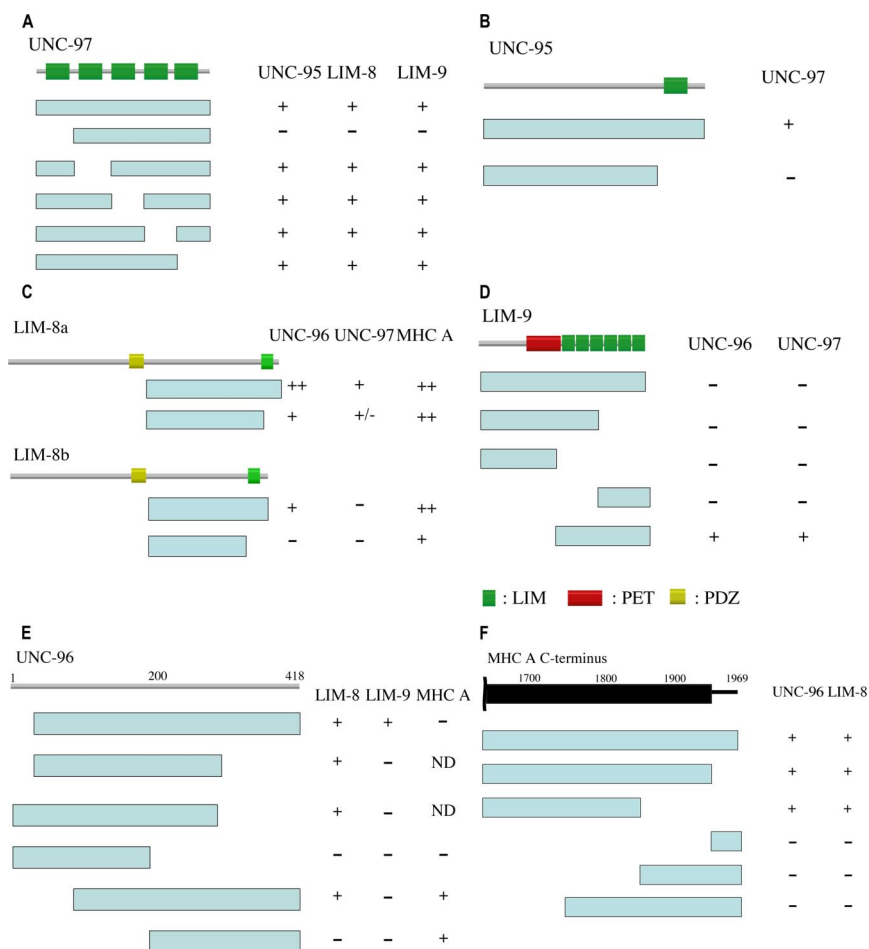 A
UNC-97
UNC-95 LIM-8 LIM-9
+ + +
– – –
+ + +
+ + +
+ + +
+ + +
B
UNC-95
UNC-97
+
–
C
LIM-8a
UNC-96 UNC-97 MHC A
++ + ++
+ +/- ++
LIM-8b
+ – ++
– – +
D
LIM-9
UNC-96 UNC-97
– –
– –
– –
– –
+ +
: LIM : PET : PDZ
E
UNC-96
1 200 418
LIM-8 LIM-9 MHC A
+ + –
+ – ND
+ – ND
– – –
+ – +
– – +
F
MHC A C-terminus
1700 1800 1900 1969
UNC-96 LIM-8
+ +
+ +
+ +
– –
– –
– –